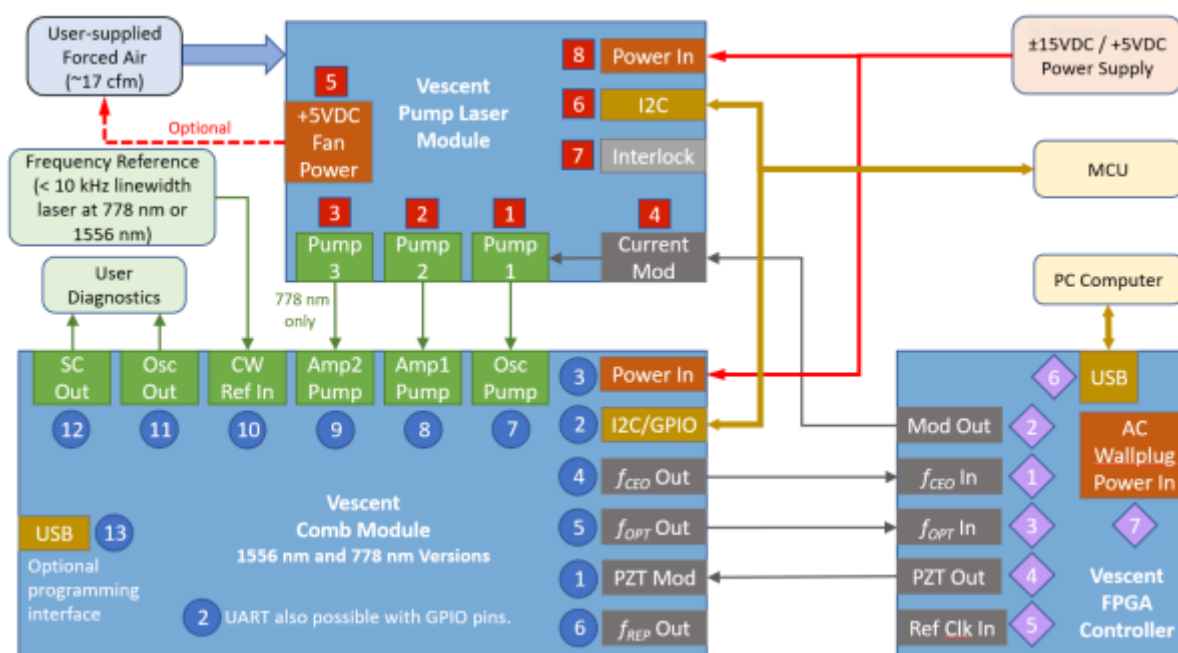 User-supplied
Forced Air
(~17 cfm)
Optional
Frequency Reference
(< 10 kHz linewidth
laser at 778 nm or
1556 nm)
User
Diagnostics
5
+5VDC
Fan
Power
Vescent
Pump Laser
Module
8
Power In
6
I2C
7
Interlock
3
Pump
3
2
Pump
2
1
Pump
1
4
Current
Mod
±15VDC / +5VDC
Power Supply
MCU
PC Computer
778 nm
only
SC
Out
12
Osc
Out
11
CW
Ref In
10
Amp2
Pump
9
Amp1
Pump
8
Osc
Pump
7
3
Power In
2
I2C/GPIO
4
fCEO Out
5
fOPT Out
1
PZT Mod
6
fREP Out
Vescent
Comb Module
1556 nm and 778 nm Versions
USB
13
Optional
programming
interface
2
UART also possible with GPIO pins.
6
USB
Mod Out
2
fCEO In
1
fOPT In
3
PZT Out
4
Ref Clk In
5
AC
Wallplug
Power In
7
Vescent
FPGA
Controller